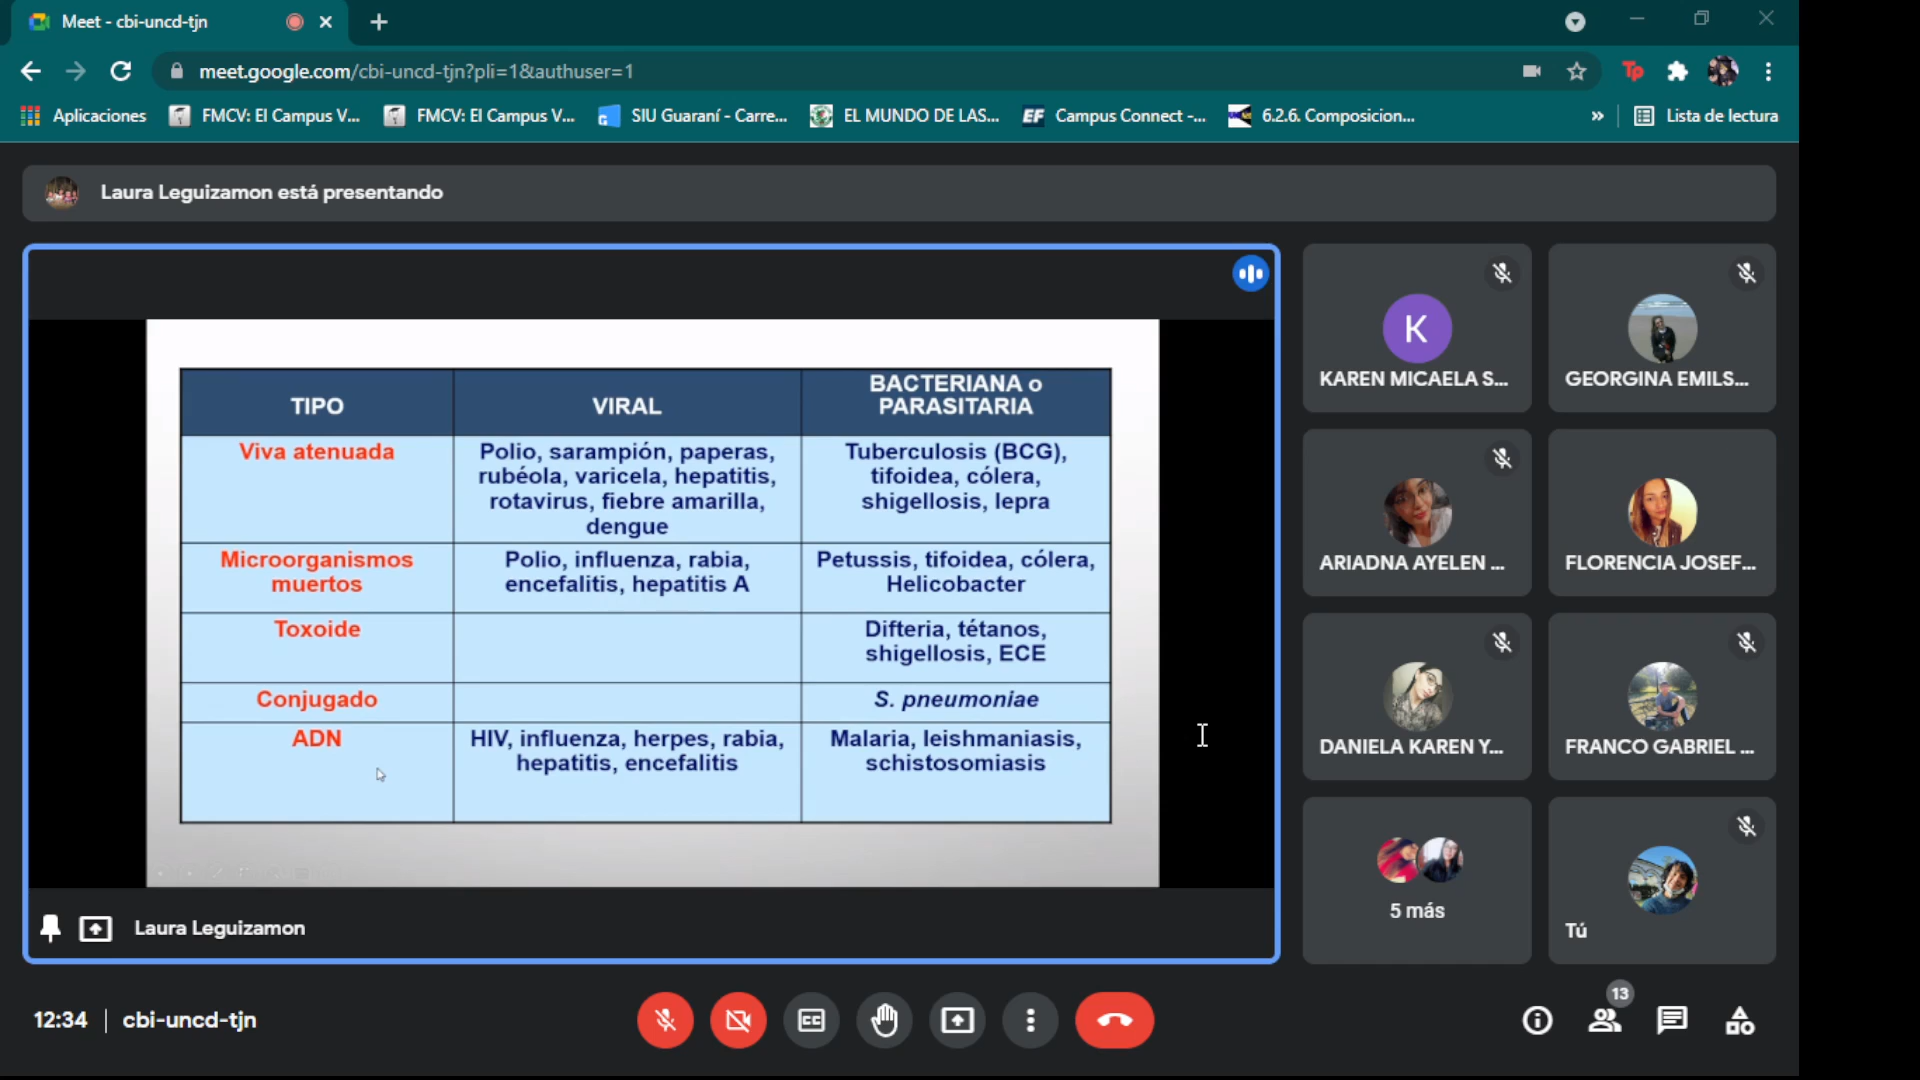 Meet - cbi-uncd-tjn
meet.google.com/cbi-uncd-tjn?pli=1&authuser=1
Tp
Aplicaciones
FMCV: El Campus V...
FMCV: El Campus V...
SIU Guaraní - Carre...
EL MUNDO DE LAS...
EF Campus Connect -...
6.2.6. Composicion...
»
Lista de lectura
Laura Leguizamon está presentando
TIPO
VIRAL
BACTERIANA o
PARASITARIA
Viva atenuada
Polio, sarampión, paperas,
rubéola, varicela, hepatitis,
rotavirus, fiebre amarilla,
dengue
Tuberculosis (BCG),
tifoidea, cólera,
shigellosis, lepra
Microorganismos
muertos
Polio, influenza, rabia,
encefalitis, hepatitis A
Petussis, tifoidea, cólera,
Helicobacter
Toxoide
Difteria, tétanos,
shigellosis, ECE
Conjugado
S. pneumoniae
ADN
HIV, influenza, herpes, rabia,
hepatitis, encefalitis
Malaria, leishmaniasis,
schistosomiasis
Laura Leguizamon
K
KAREN MICAELA S...
GEORGINA EMILS...
ARIADNA AYELEN ...
FLORENCIA JOSEF...
DANIELA KAREN Y...
FRANCO GABRIEL ...
5 más
Tú
12:34 | cbi-uncd-tjn
CC
13